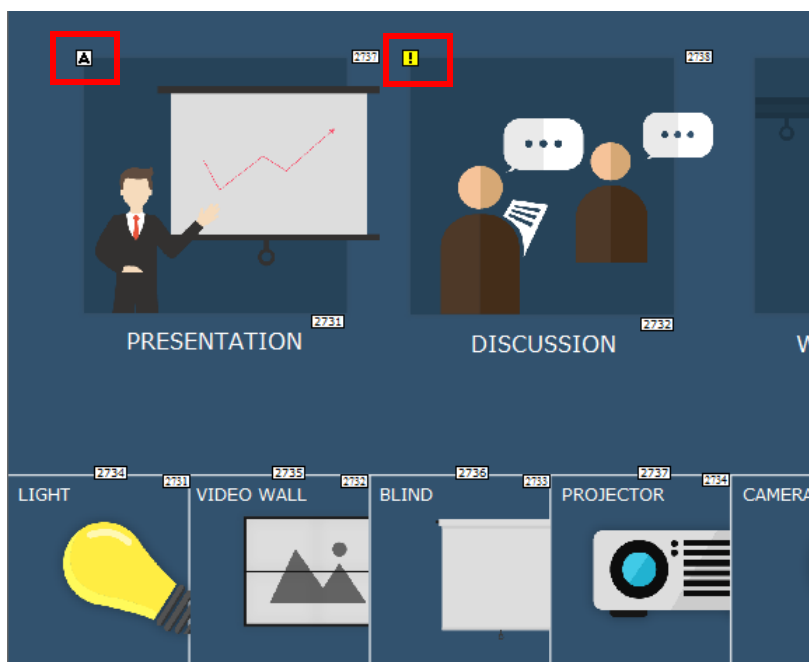 A
2737
!
2738
2731
2732
PRESENTATION
DISCUSSION
W
2734
2735
2736
2737
2731
2732
2733
2734
LIGHT
VIDEO WALL
BLIND
PROJECTOR
CAMERA